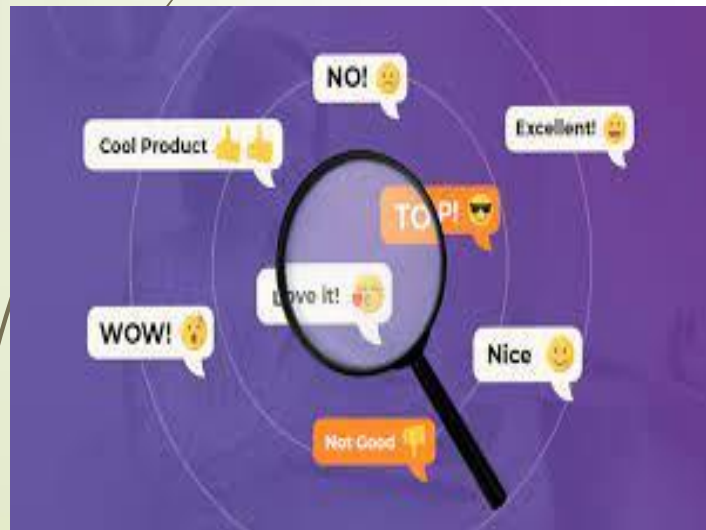 NO!
Excellent!
Cool Product
TOP!
Love it!
WOW!
Nice
Not Good